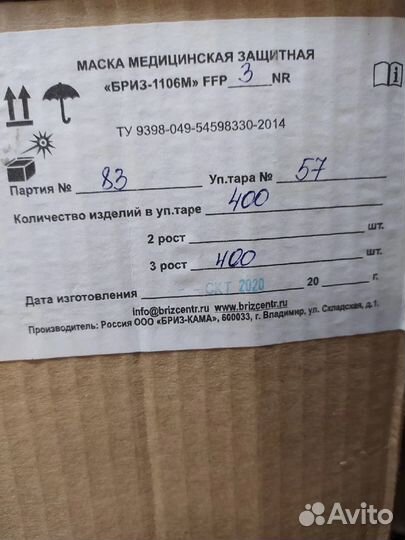 МАСКА МЕДИЦИНСКАЯ ЗАЩИТНАЯ
«БРИЗ-1106М» FFP 3 NR
ТУ 9398-049-54598330-2014
Партия № 83 Уп.тара № 57
Количество изделий в уп.таре 400
2 рост шт.
3 рост 400 шт.
Дата изготовления ОКТ 2020 20 г.
info@brizcentr.ru www.brizcentr.ru
Производитель: Россия ООО «БРИЗ-КАМА», 600033, г. Владимир, ул. Складская, д.1.
Avito